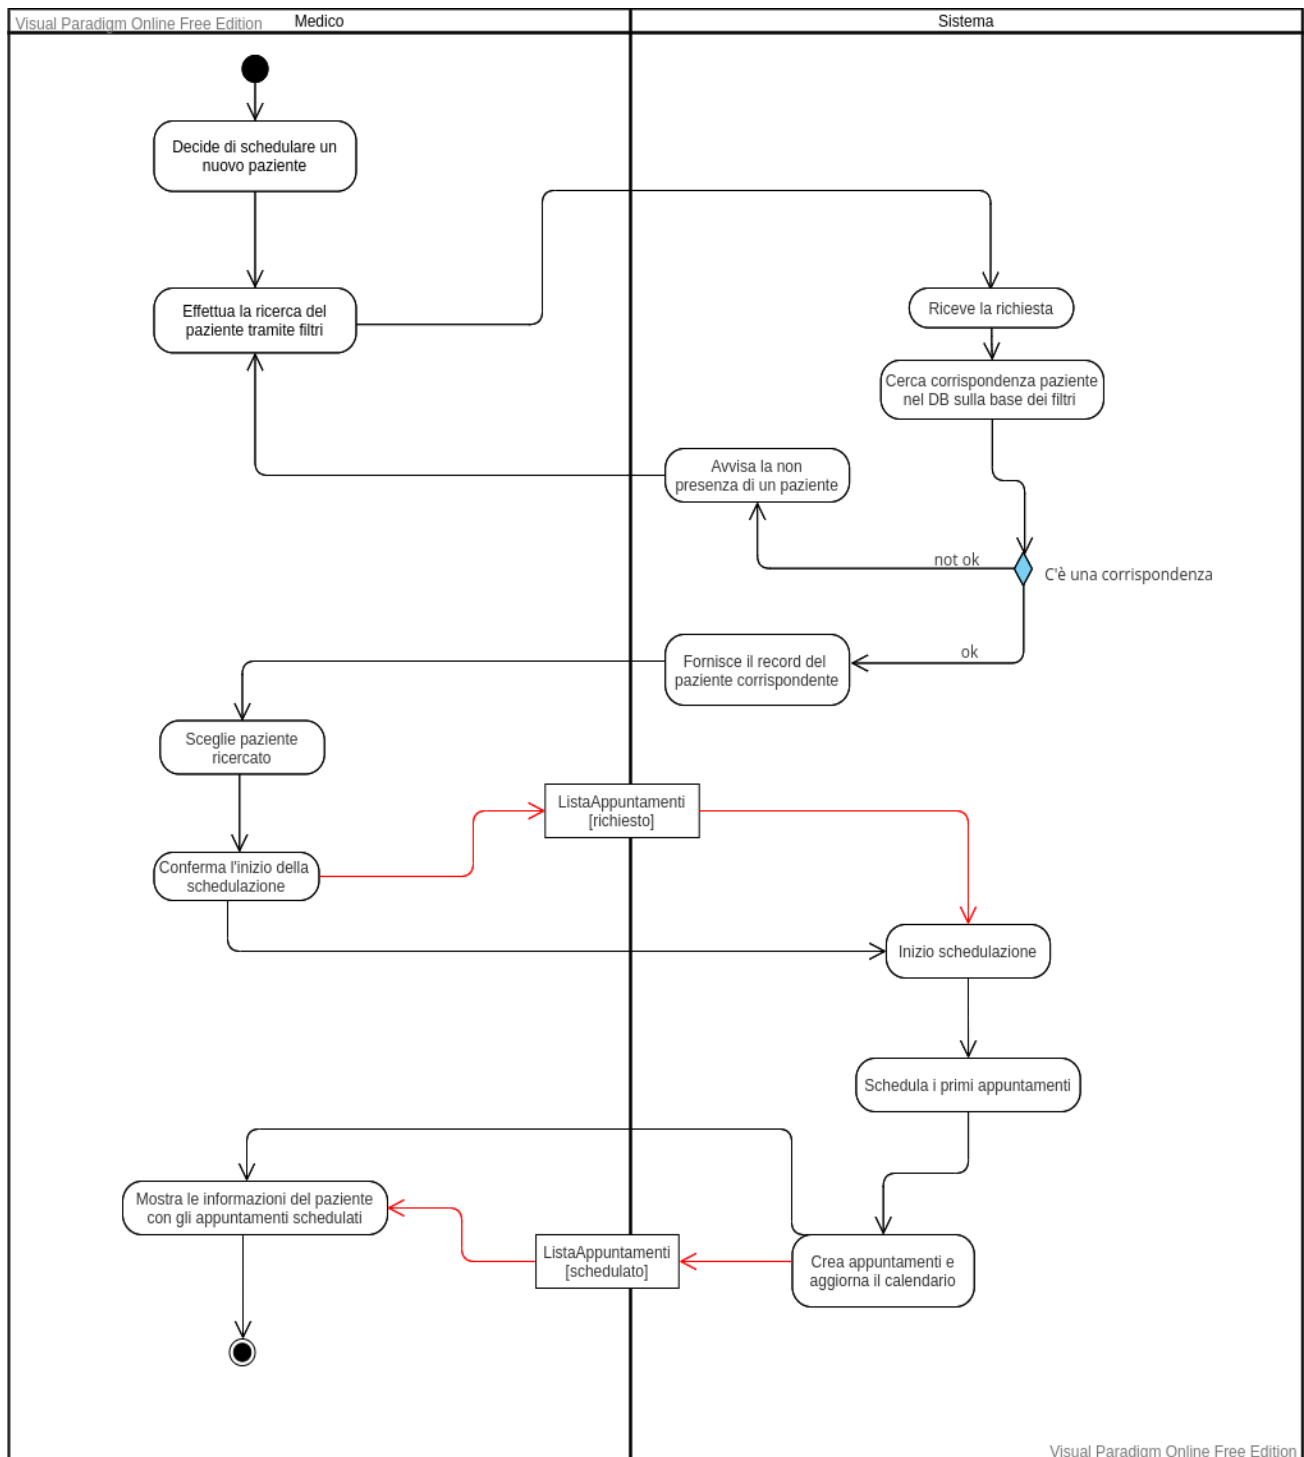 Visual Paradigm Online Free Edition
Medico
Sistema
Decide di schedulare un
nuovo paziente
Effettua la ricerca del
paziente tramite filtri
Riceve la richiesta
Cerca corrispondenza paziente
nel DB sulla base dei filtri
Avvisa la non
presenza di un paziente
not ok
C'è una corrispondenza
ok
Fornisce il record del
paziente corrispondente
Sceglie paziente
ricercato
ListaAppuntamenti
[richiesto]
Conferma l'inizio della
schedulazione
Inizio schedulazione
Schedula i primi appuntamenti
Mostra le informazioni del paziente
con gli appuntamenti schedulati
ListaAppuntamenti
[schedulato]
Crea appuntamenti e
aggiorna il calendario
Visual Paradigm Online Free Edition